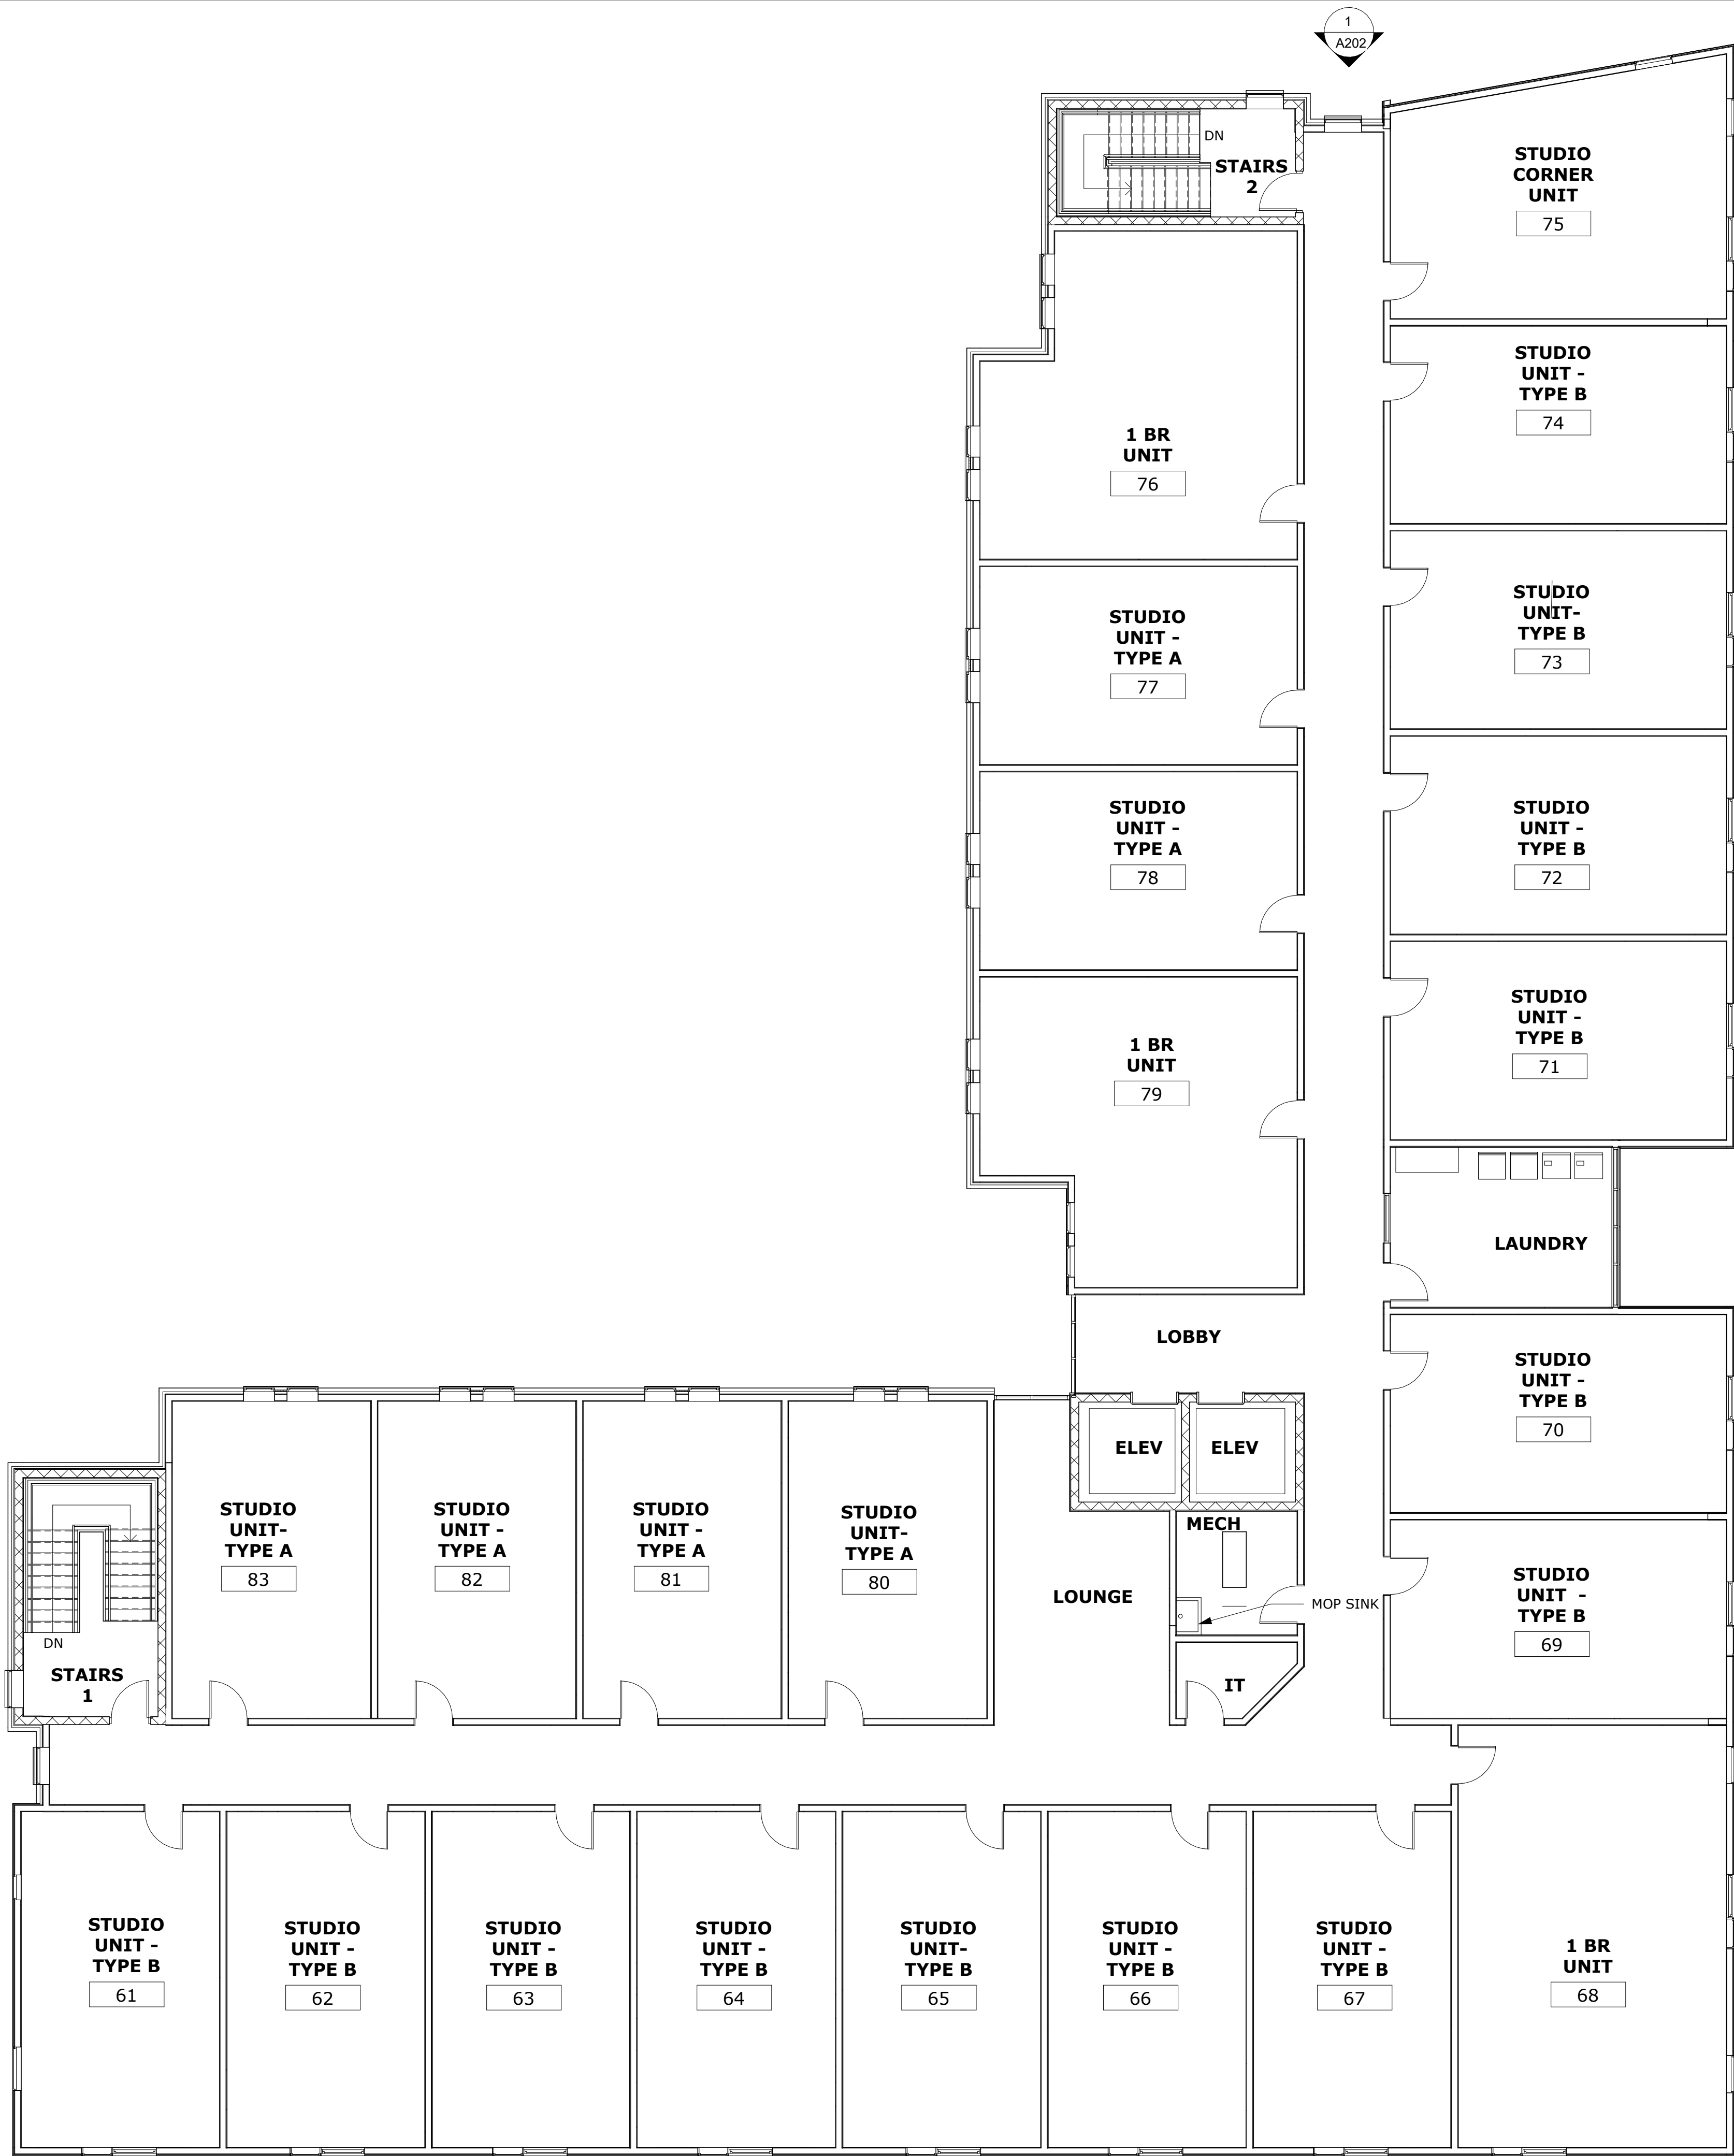 1
A202
DN
STAIRS
2
STUDIO
CORNER
UNIT
75
STUDIO
UNIT -
TYPE B
74
1 BR
UNIT
76
STUDIO
UNIT-
TYPE B
73
STUDIO
UNIT -
TYPE A
77
STUDIO
UNIT -
TYPE A
78
STUDIO
UNIT -
TYPE B
72
STUDIO
UNIT -
TYPE B
71
1 BR
UNIT
79
LAUNDRY
LOBBY
STUDIO
UNIT -
TYPE B
70
ELEV
ELEV
STUDIO
UNIT-
TYPE A
83
STUDIO
UNIT -
TYPE A
82
STUDIO
UNIT -
TYPE A
81
STUDIO
UNIT-
TYPE A
80
MECH
LOUNGE
MOP SINK
STUDIO
UNIT -
TYPE B
69
DN
STAIRS
1
IT
STUDIO
UNIT -
TYPE B
61
STUDIO
UNIT -
TYPE B
62
STUDIO
UNIT -
TYPE B
63
STUDIO
UNIT -
TYPE B
64
STUDIO
UNIT-
TYPE B
65
STUDIO
UNIT -
TYPE B
66
STUDIO
UNIT -
TYPE B
67
1 BR
UNIT
68